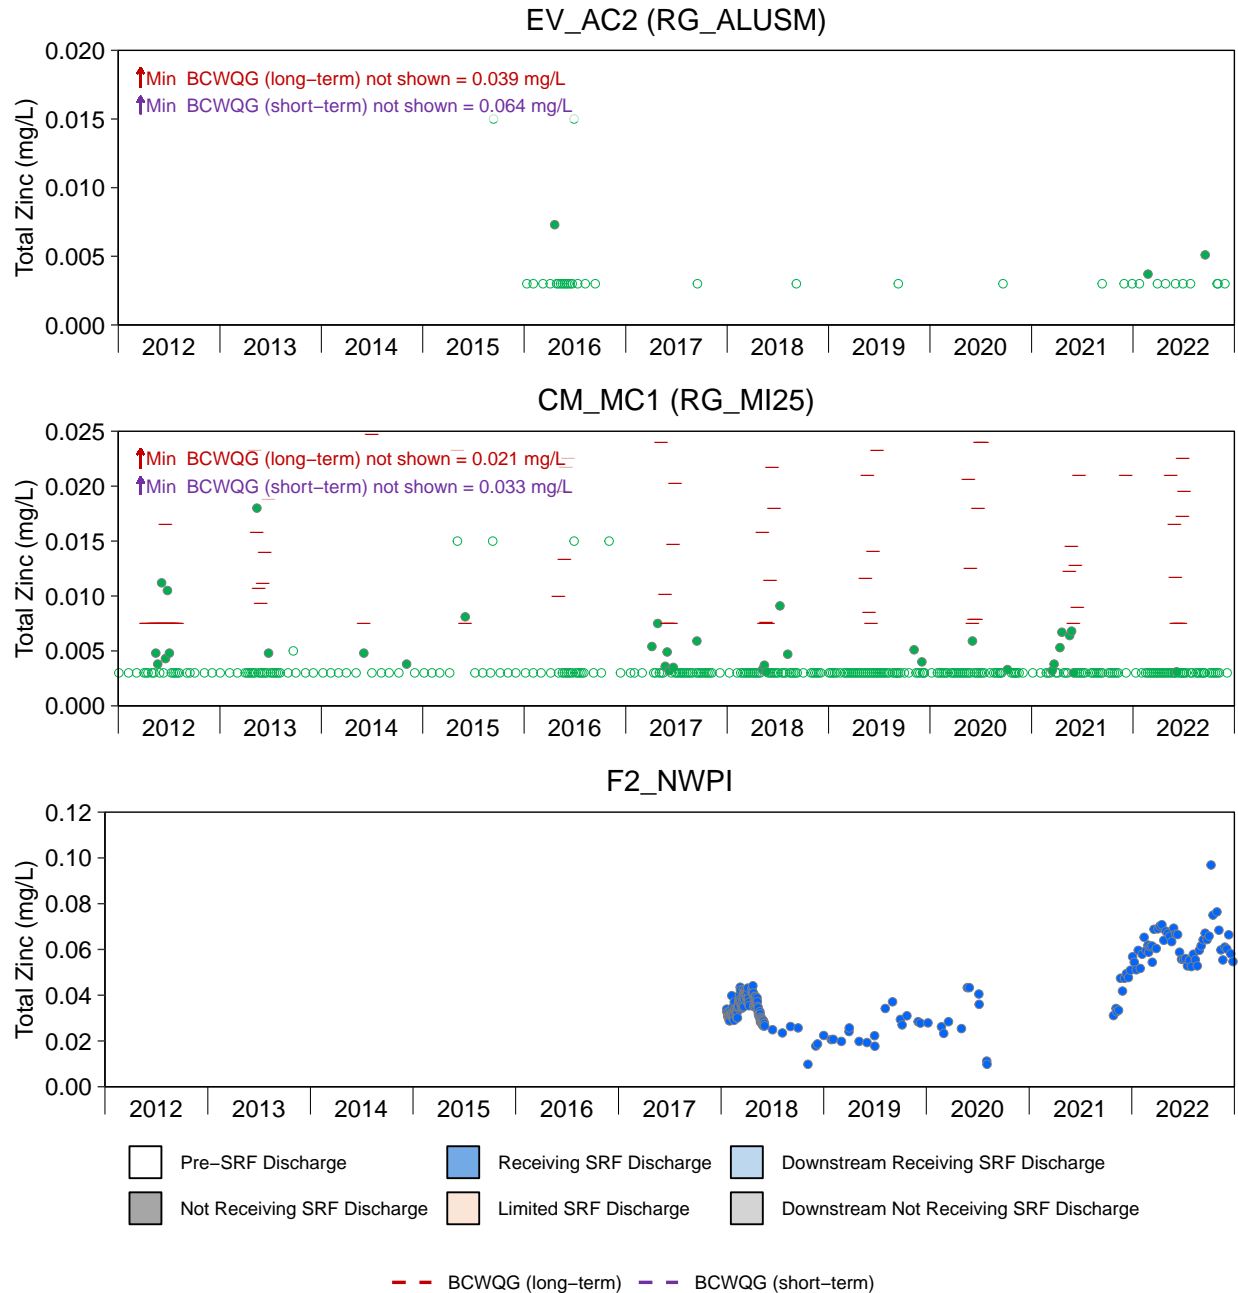 EV_AC2 (RG_ALUSM)
Total Zinc (mg/L)
0.020
0.015
0.010
0.005
0.000
↑Min BCWQG (long−term) not shown = 0.039 mg/L
↑Min BCWQG (short−term) not shown = 0.064 mg/L
2012 2013 2014 2015 2016 2017 2018 2019 2020 2021 2022
CM_MC1 (RG_MI25)
Total Zinc (mg/L)
0.025
0.020
0.015
0.010
0.005
0.000
↑Min BCWQG (long−term) not shown = 0.021 mg/L
↑Min BCWQG (short−term) not shown = 0.033 mg/L
2012 2013 2014 2015 2016 2017 2018 2019 2020 2021 2022
F2_NWPI
Total Zinc (mg/L)
0.12
0.10
0.08
0.06
0.04
0.02
0.00
2012 2013 2014 2015 2016 2017 2018 2019 2020 2021 2022
Pre−SRF Discharge Receiving SRF Discharge Downstream Receiving SRF Discharge
Not Receiving SRF Discharge Limited SRF Discharge Downstream Not Receiving SRF Discharge
BCWQG (long−term) BCWQG (short−term)